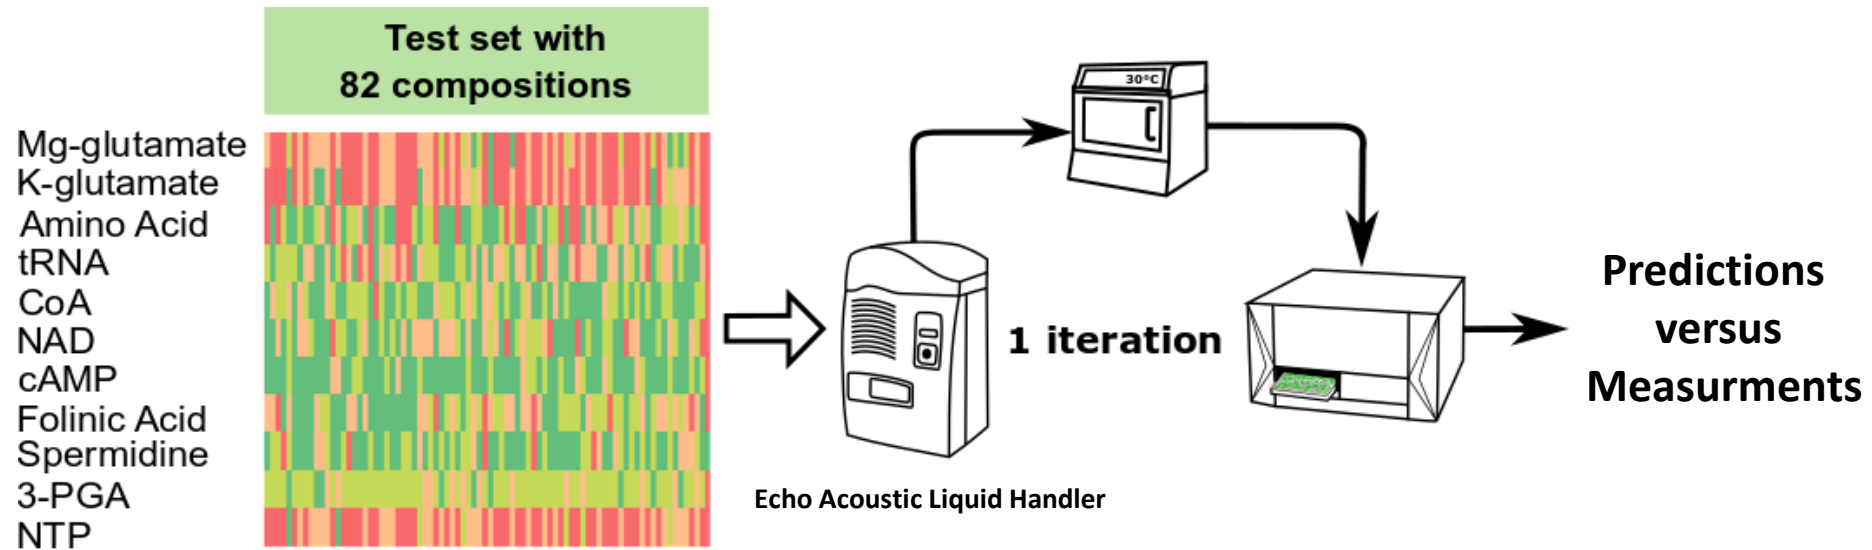 Test set with
82 compositions
Mg-glutamate
K-glutamate
Amino Acid
tRNA
CoA
NAD
cAMP
Folinic Acid
Spermidine
3-PGA
NTP
30°C
1 iteration
Echo Acoustic Liquid Handler
Predictions
versus
Measurments